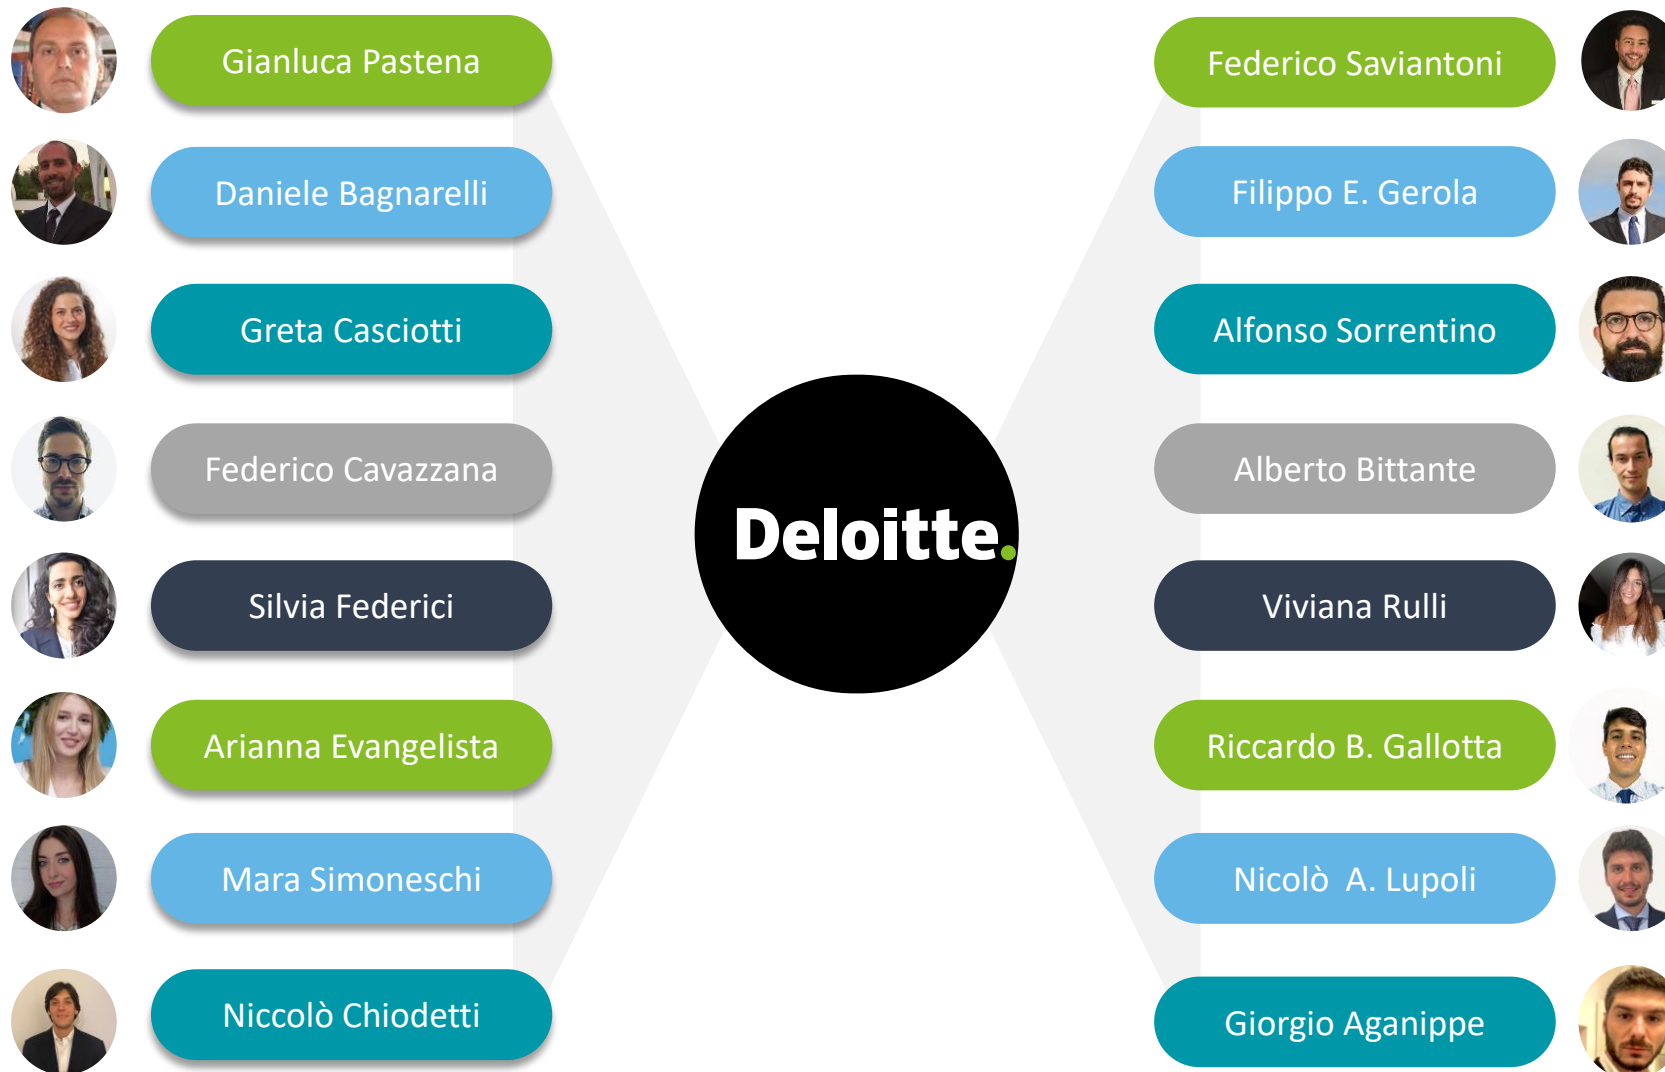 Gianluca Pastena
Daniele Bagnarelli
Greta Casciotti
Federico Cavazzana
Silvia Federici
Arianna Evangelista
Mara Simoneschi
Niccolò Chiodetti
Deloitte.
Federico Saviantoni
Filippo E. Gerola
Alfonso Sorrentino
Alberto Bittante
Viviana Rulli
Riccardo B. Gallotta
Nicolò  A. Lupoli
Giorgio Aganippe